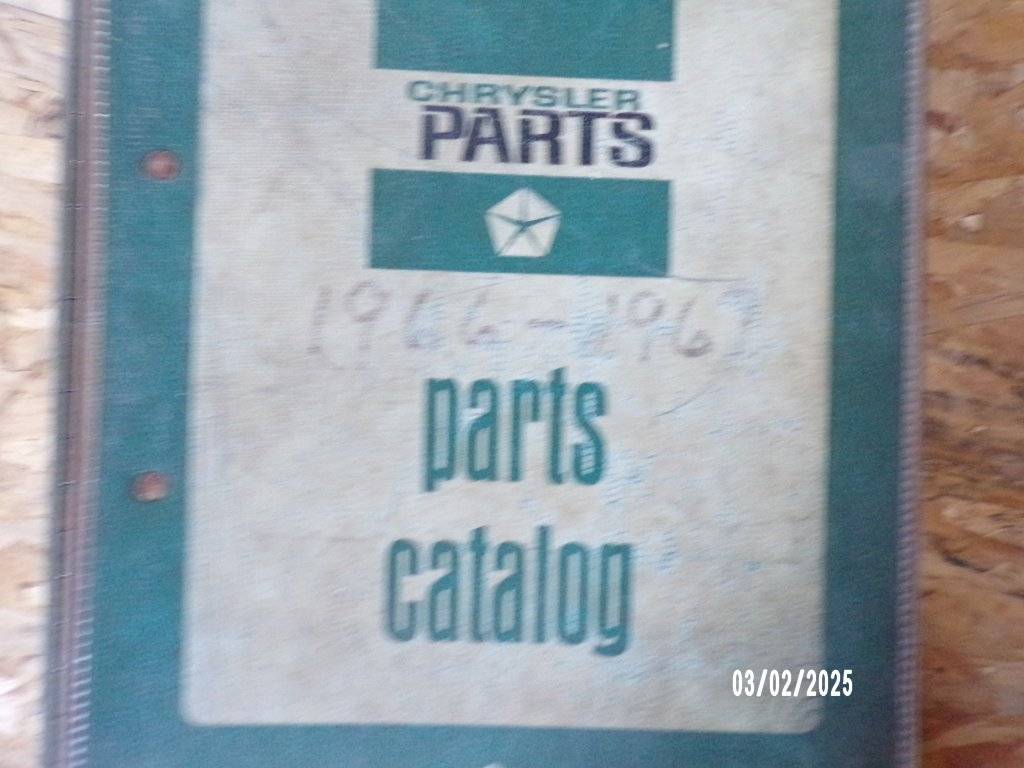 CHRYSLER
PARTS
1966-1967
parts
catalog
03/02/2025